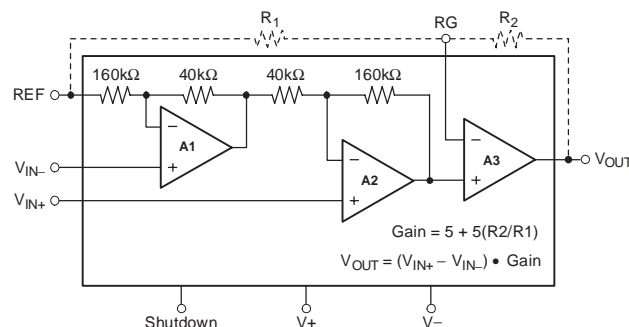 R1
RG
R2
160kΩ
40kΩ
40kΩ
160kΩ
REF
−
A1
+
VIN–
−
A2
+
−
A3
+
VOUT
VIN+
Gain = 5 + 5(R2/R1)
VOUT = (VIN+ − VIN–) • Gain
Shutdown
V+
V−